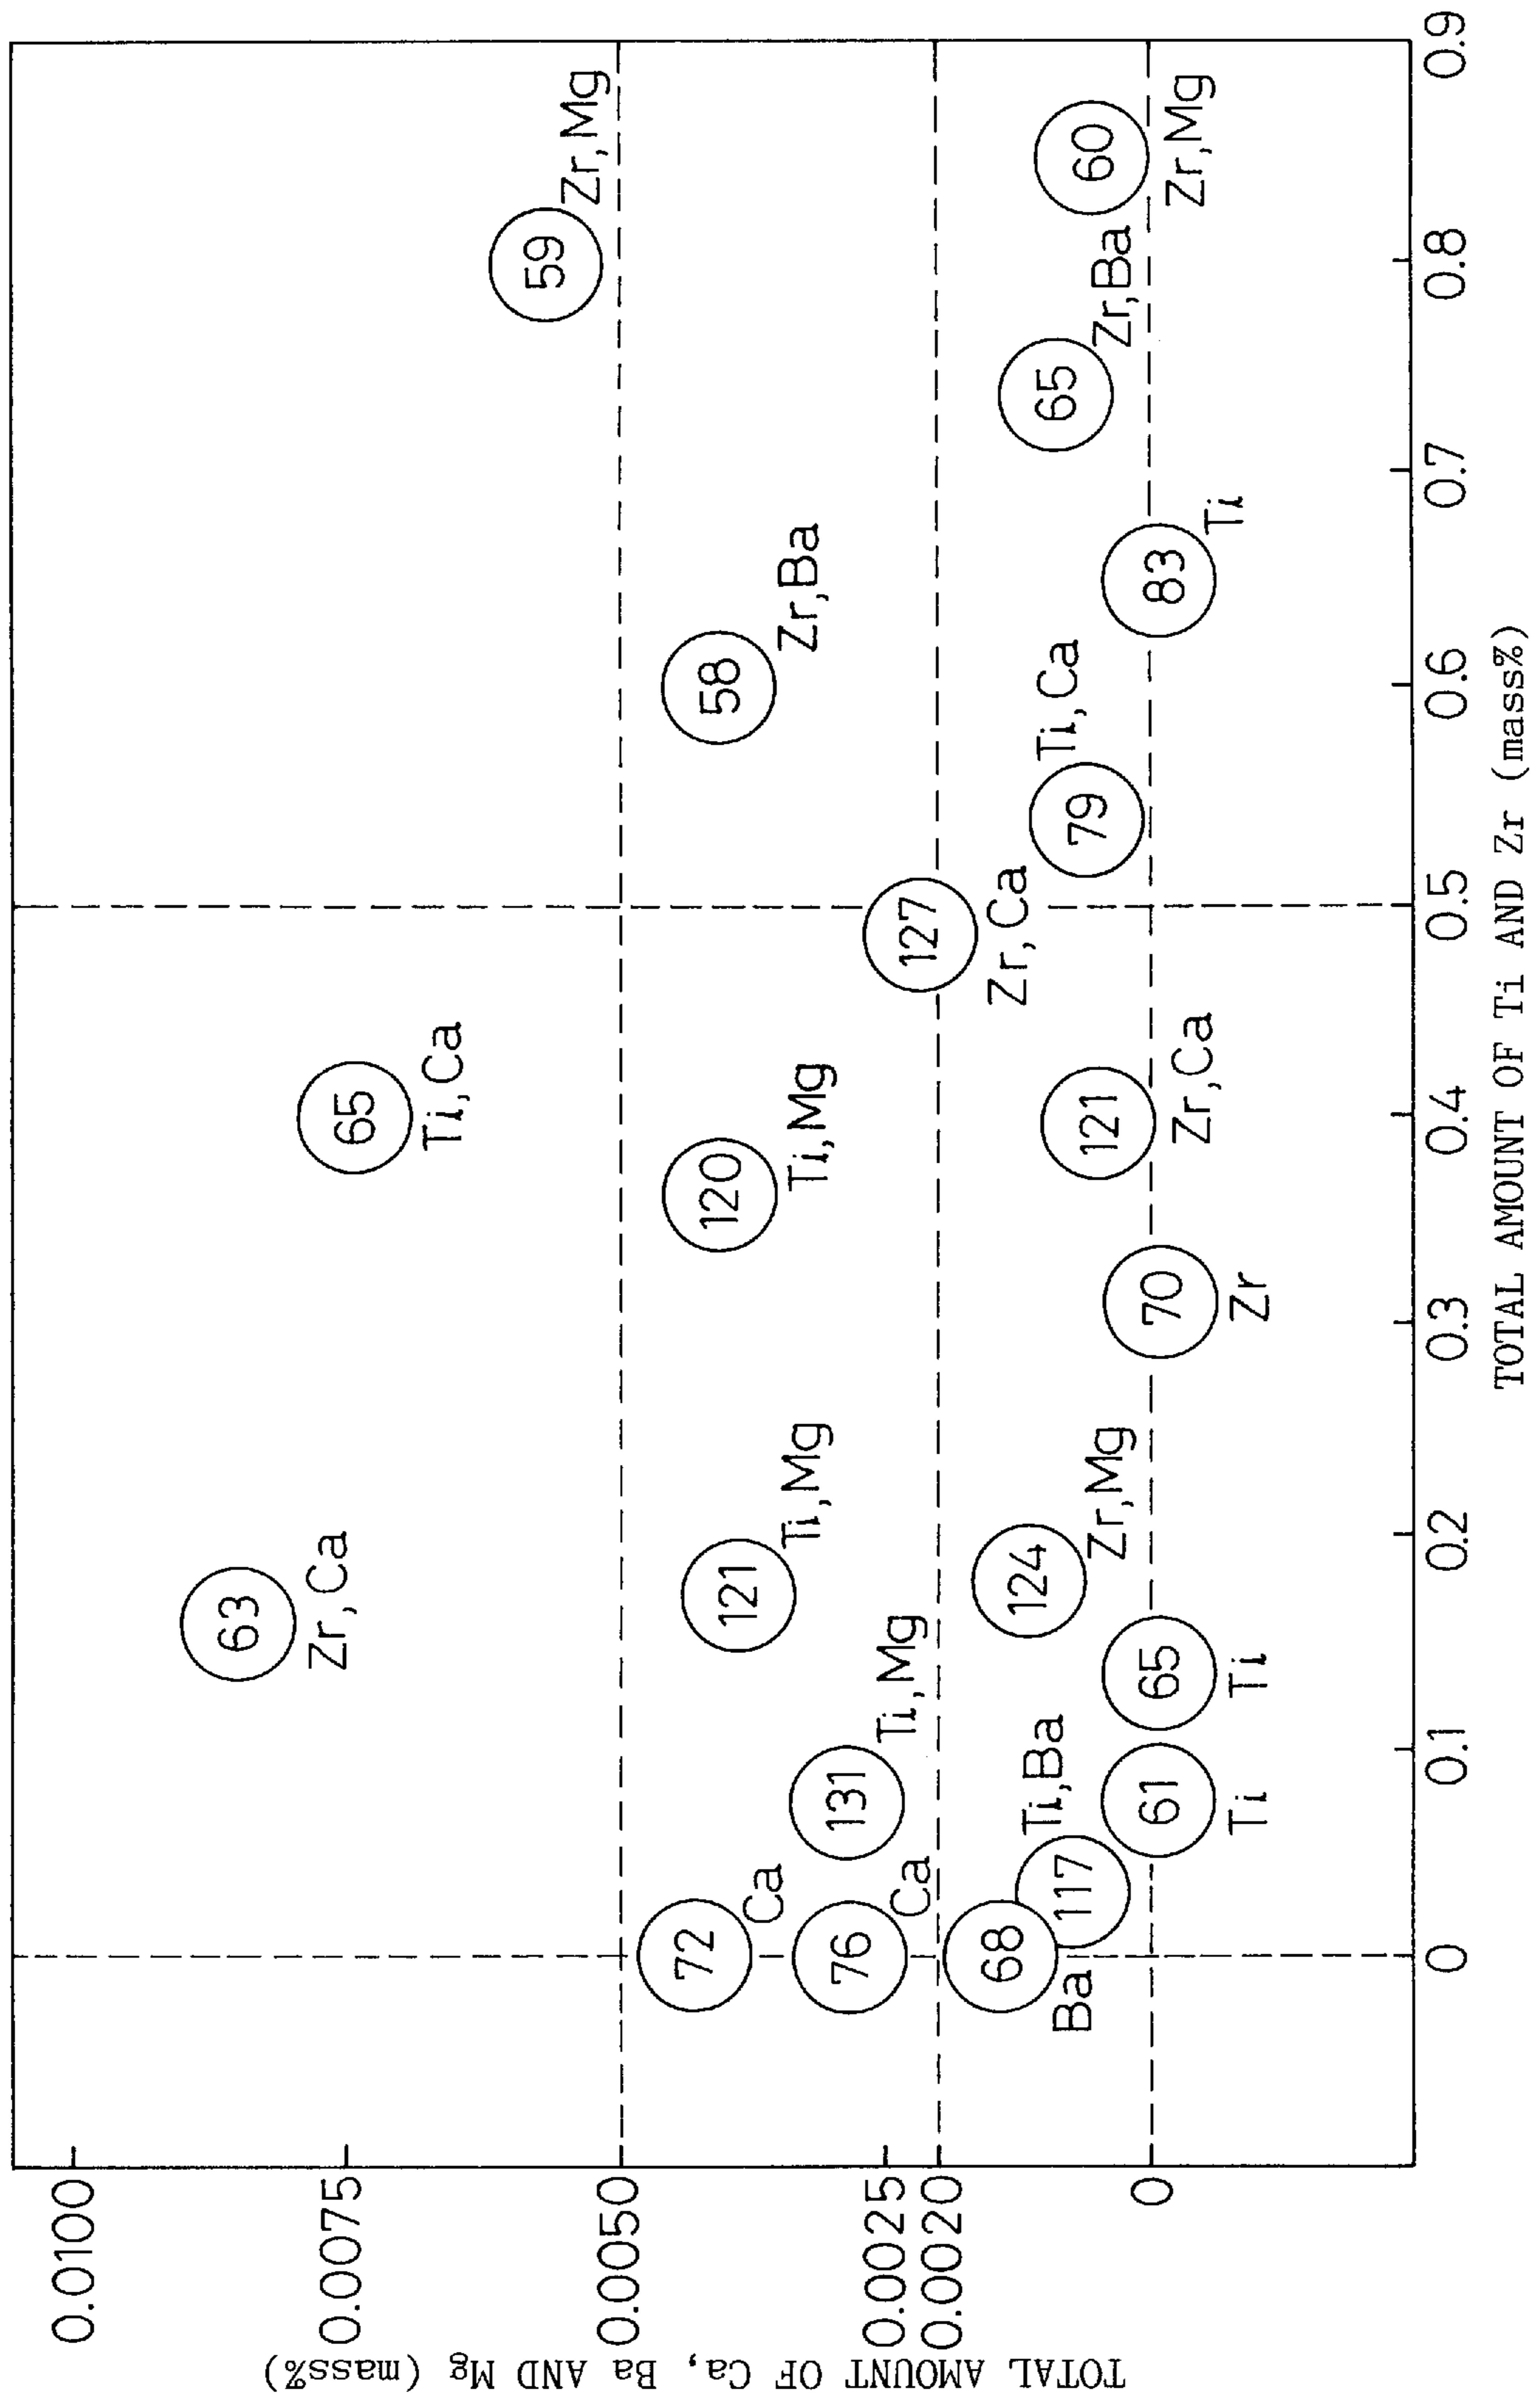 0.0100
0.0075
0.0050
0.0025
0.0020
0
TOTAL AMOUNT OF Ca, Ba AND Mg (mass%)
63
Zr,Ca
65
Ti,Ca
59
Zr,Mg
72
Ca
121
Ti,Mg
120
Ti,Mg
58
Zr,Ba
76
Ca
131
Ti,Mg
127
Zr,Ca
68
Ba
117
Ti,Ba
124
Zr,Mg
121
Zr,Ca
79
Ti,Ca
65
Zr,Ba
60
Zr,Mg
61
Ti
65
Ti
70
Zr
83
Ti
0
0.1
0.2
0.3
0.4
0.5
0.6
0.7
0.8
0.9
TOTAL AMOUNT OF Ti AND Zr (mass%)